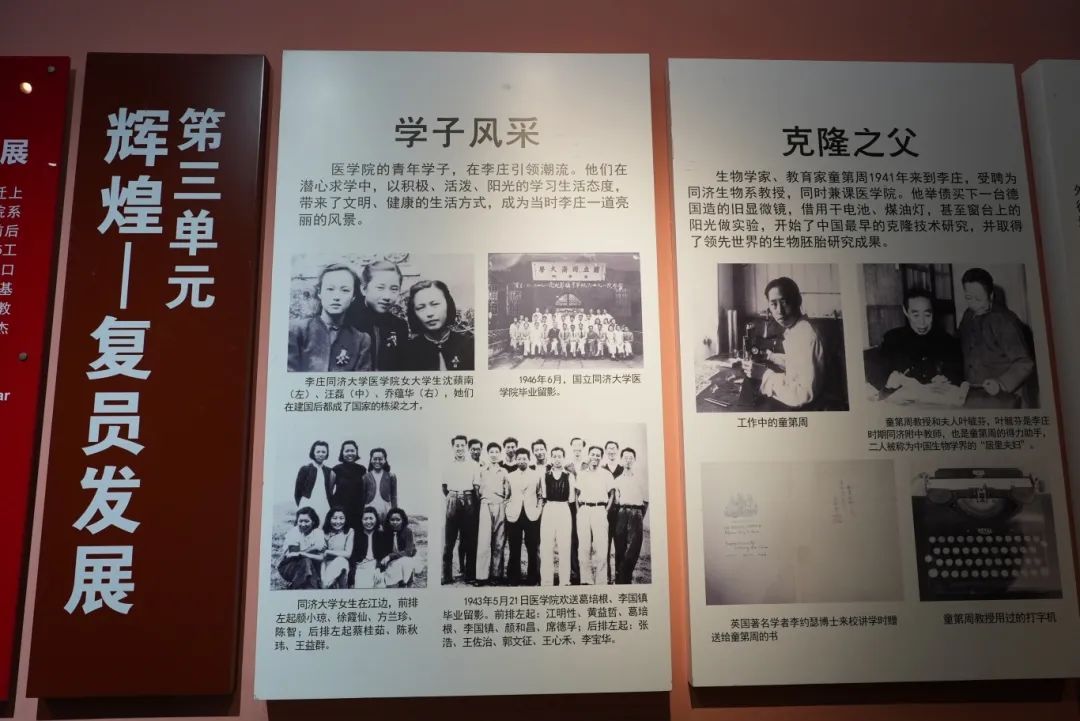 展
迁上
院系
前后
工
口
基
教
杰
ar
第三单元
辉煌—复员发展
学子风采
医学院的青年学子，在李庄引领潮流。他们在
潜心求学中，以积极、活泼、阳光的学习生活态度，
带来了文明、健康的生活方式，成为当时李庄一道亮
丽的风景。
國立同濟大學
李庄同济大学医学院女大学生沈蘋南
（左）、汪磊（中）、乔蕴华（右），她们
在建国后都成了国家的栋梁之才。
1946年6月，国立同济大学医
学院毕业留影。
同济大学女生在江边，前排
左起颜小琼、徐霞仙、方兰珍、
陈智；后排左起蔡桂茹、陈秋
玮、王益群。
1943年5月21日医学院欢送葛培根、李国镇
毕业留影。前排左起：江明性、黄益哲、葛培
根、李国镇、颜和昌、席德孚；后排左起：张
浩、王佐治、郭文征、王心禾、李宝华。
克隆之父
生物学家、教育家童第周1941年来到李庄，受聘为
同济生物系教授，同时兼课医学院。他举债买下一台德
国造的旧显微镜，借用干电池、煤油灯，甚至窗台上的
阳光做实验，开始了中国最早的克隆技术研究，并取得
了领先世界的生物胚胎研究成果。
工作中的童第周
童第周教授和夫人叶毓芬，叶毓芬是李庄
时期同济附中教师，也是童第周的得力助手，
二人被称为中国生物学界的“居里夫妇”。
英国著名学者李约瑟博士来校讲学时赠
送给童第周的书
童第周教授用过的打字机